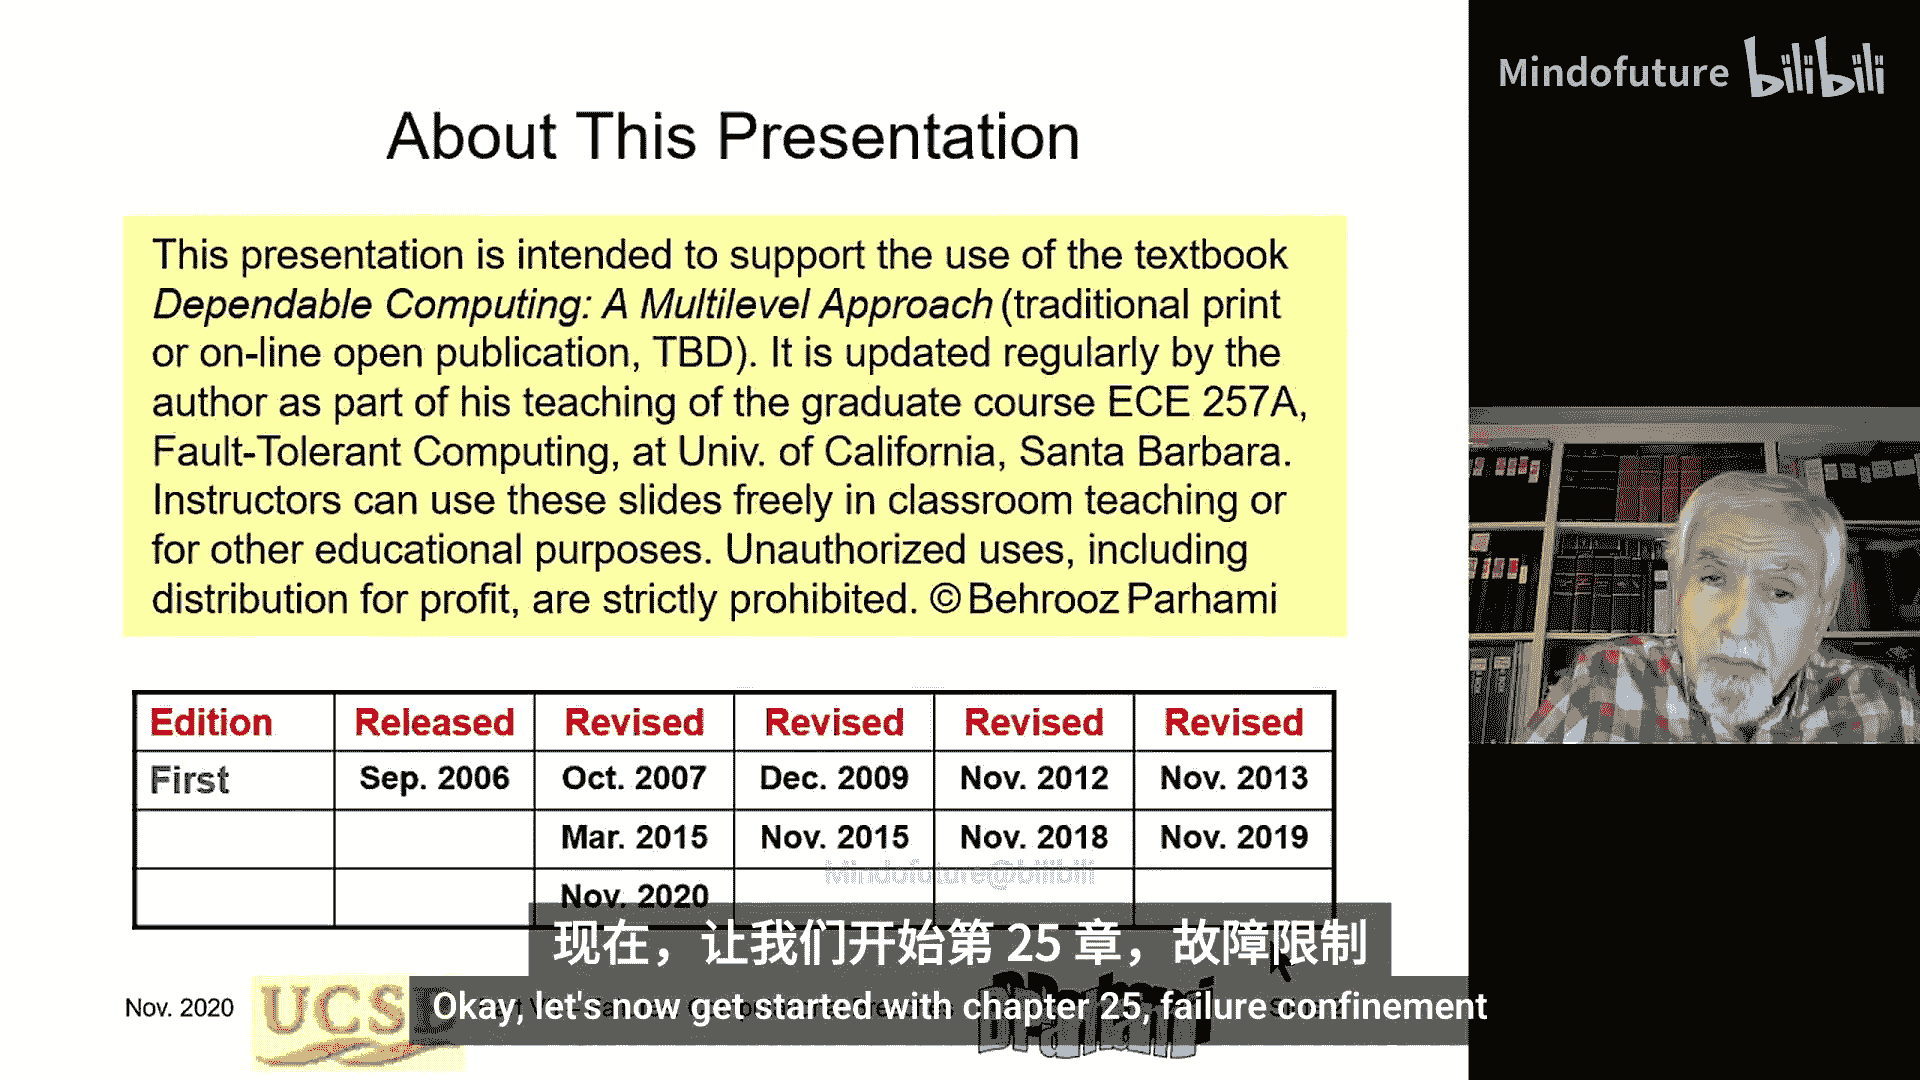 Mindofuture bilibili
About This Presentation
This presentation is intended to support the use of the textbook
Dependable Computing: A Multilevel Approach (traditional print
or on-line open publication, TBD). It is updated regularly by the
author as part of his teaching of the graduate course ECE 257A,
Fault-Tolerant Computing, at Univ. of California, Santa Barbara.
Instructors can use these slides freely in classroom teaching or
for other educational purposes. Unauthorized uses, including
distribution for profit, are strictly prohibited. © Behrooz Parhami
Edition Released Revised Revised Revised Revised
First Sep. 2006 Oct. 2007 Dec. 2009 Nov. 2012 Nov. 2013
Mar. 2015 Nov. 2015 Nov. 2018 Nov. 2019
Mindofuture@bilibili
Nov. 2020
现在，让我们开始第 25 章，故障限制
Nov. 2020 UCSD B.Parhami
Okay, let's now get started with chapter 25, failure confinement